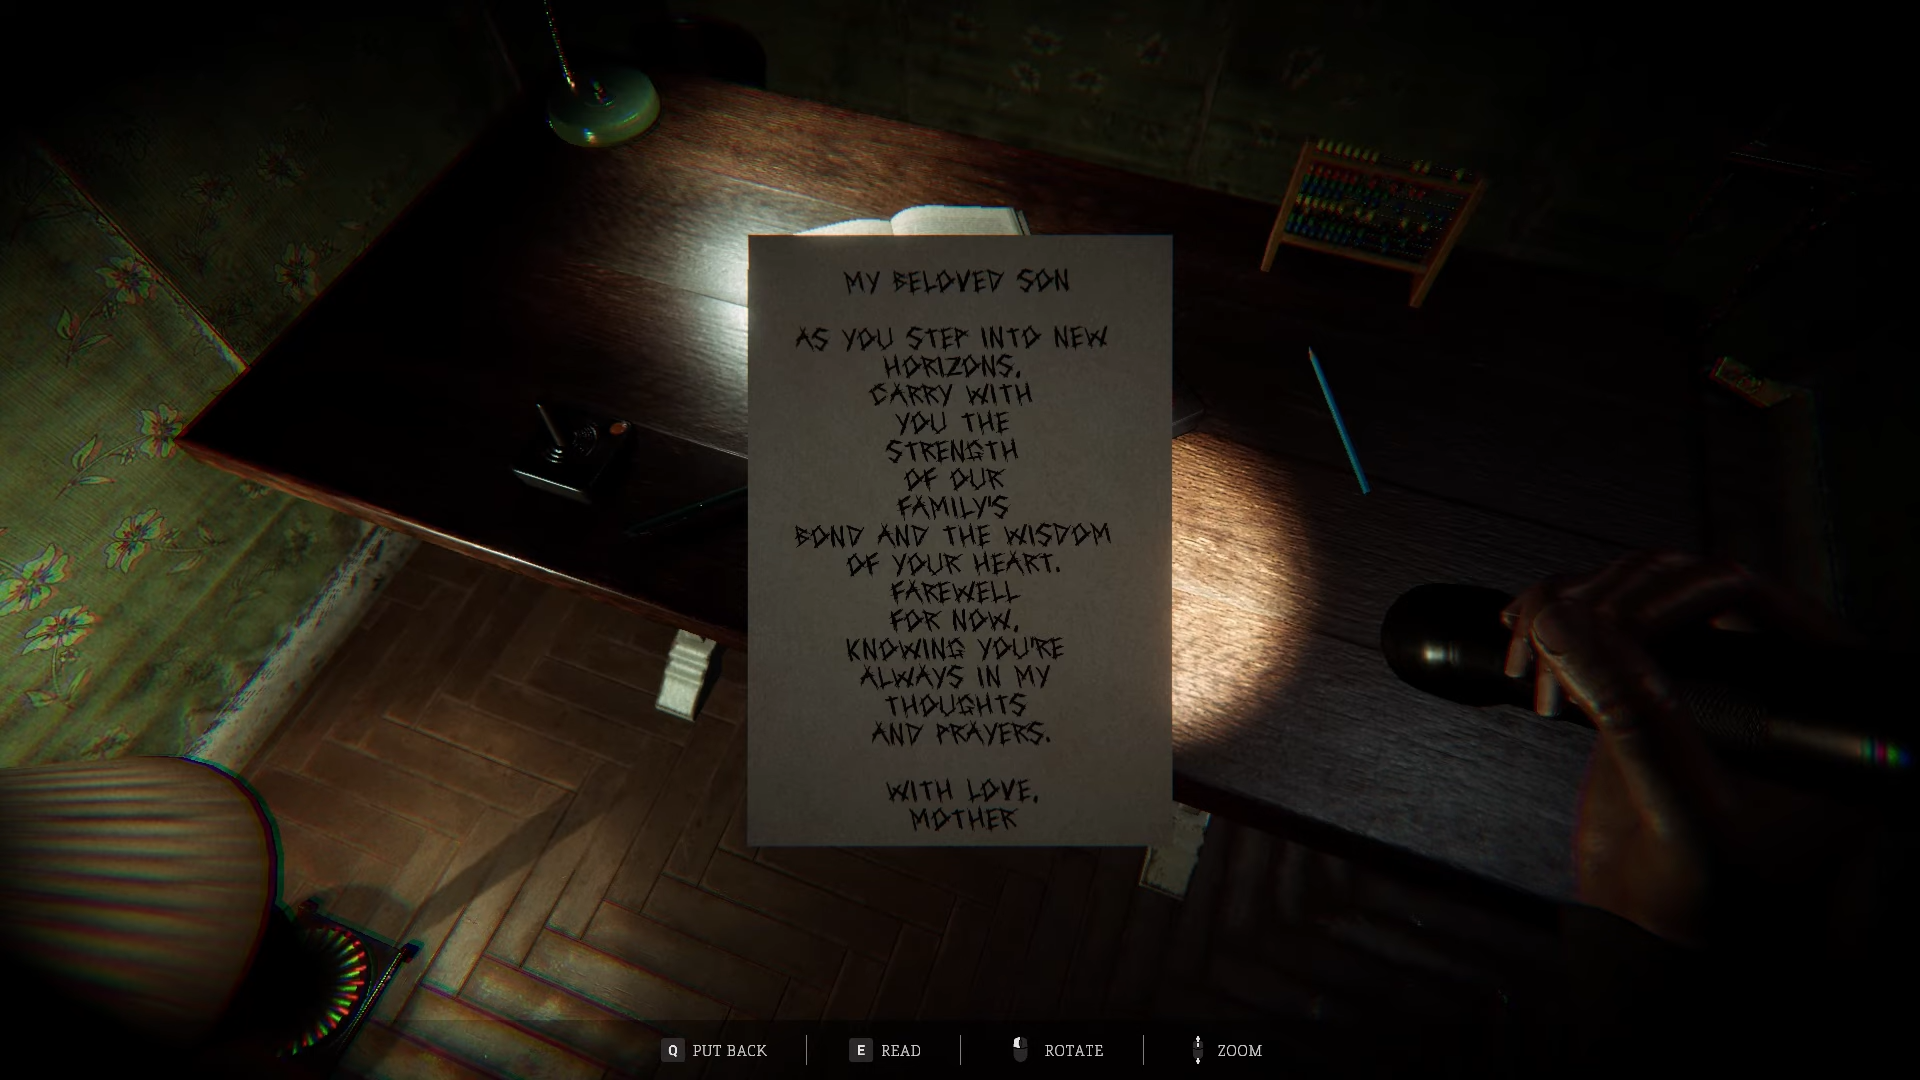 MY BELOVED SON
AS YOU STEP INTO NEW
HORIZONS,
CARRY WITH
YOU THE
STRENGTH
OF OUR
FAMILY'S
BOND AND THE WISDOM
OF YOUR HEART.
FAREWELL
FOR NOW,
KNOWING YOU'RE
ALWAYS IN MY
THOUGHTS
AND PRAYERS.
WITH LOVE,
MOTHER
Q PUT BACK
E READ
ROTATE
ZOOM